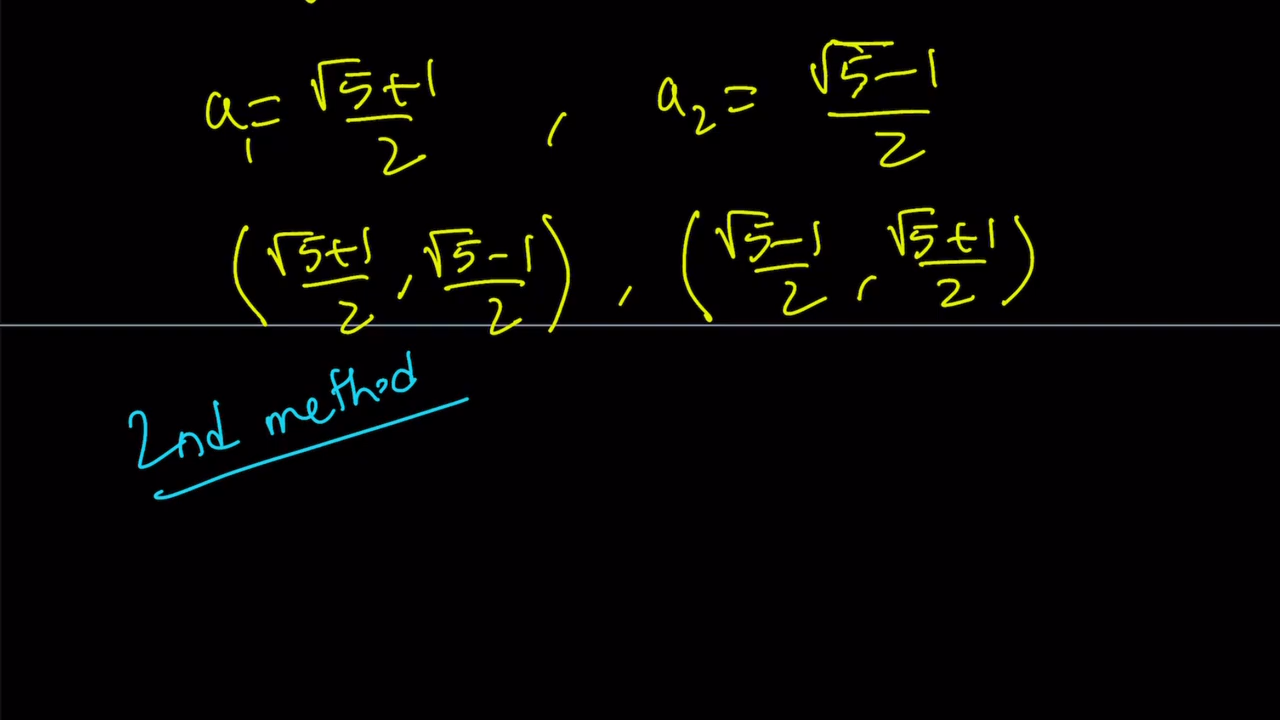 a₁ = (√5+1)/2 , a₂ = (√5−1)/2
((√5+1)/2 , (√5−1)/2) , ((√5−1)/2 , (√5+1)/2)
2nd method